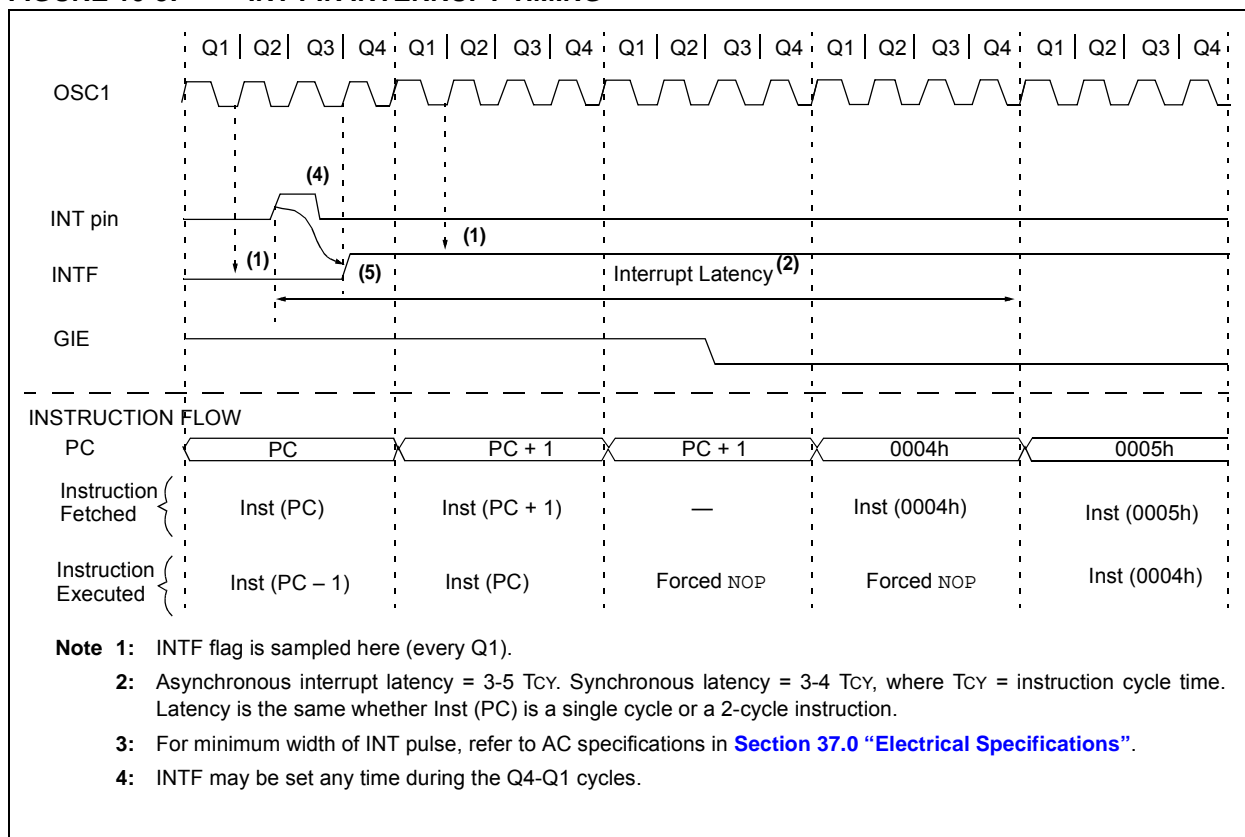 Q1 Q2 Q3 Q4 Q1 Q2 Q3 Q4 Q1 Q2 Q3 Q4 Q1 Q2 Q3 Q4 Q1 Q2 Q3 Q4
OSC1
(4)
INT pin
(1)
(1)
INTF
(5)
Interrupt Latency (2)
GIE
INSTRUCTION FLOW
PC PC PC + 1 PC + 1 0004h 0005h
Instruction Fetched Inst (PC) Inst (PC + 1) — Inst (0004h) Inst (0005h)
Instruction Executed Inst (PC – 1) Inst (PC) Forced NOP Forced NOP Inst (0004h)
Note 1: INTF flag is sampled here (every Q1).
2: Asynchronous interrupt latency = 3-5 TCY. Synchronous latency = 3-4 TCY, where TCY = instruction cycle time.
Latency is the same whether Inst (PC) is a single cycle or a 2-cycle instruction.
3: For minimum width of INT pulse, refer to AC specifications in Section 37.0 “Electrical Specifications”.
4: INTF may be set any time during the Q4-Q1 cycles.